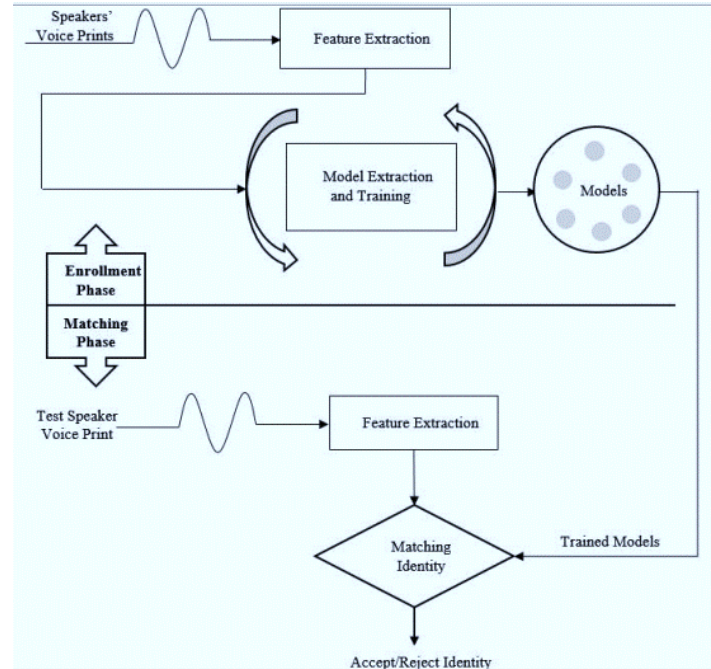 Speakers'
Voice Prints
Feature Extraction
Model Extraction
and Training
Models
Enrollment
Phase
Matching
Phase
Test Speaker
Voice Print
Feature Extraction
Matching
Identity
Trained Models
Accept/Reject Identity